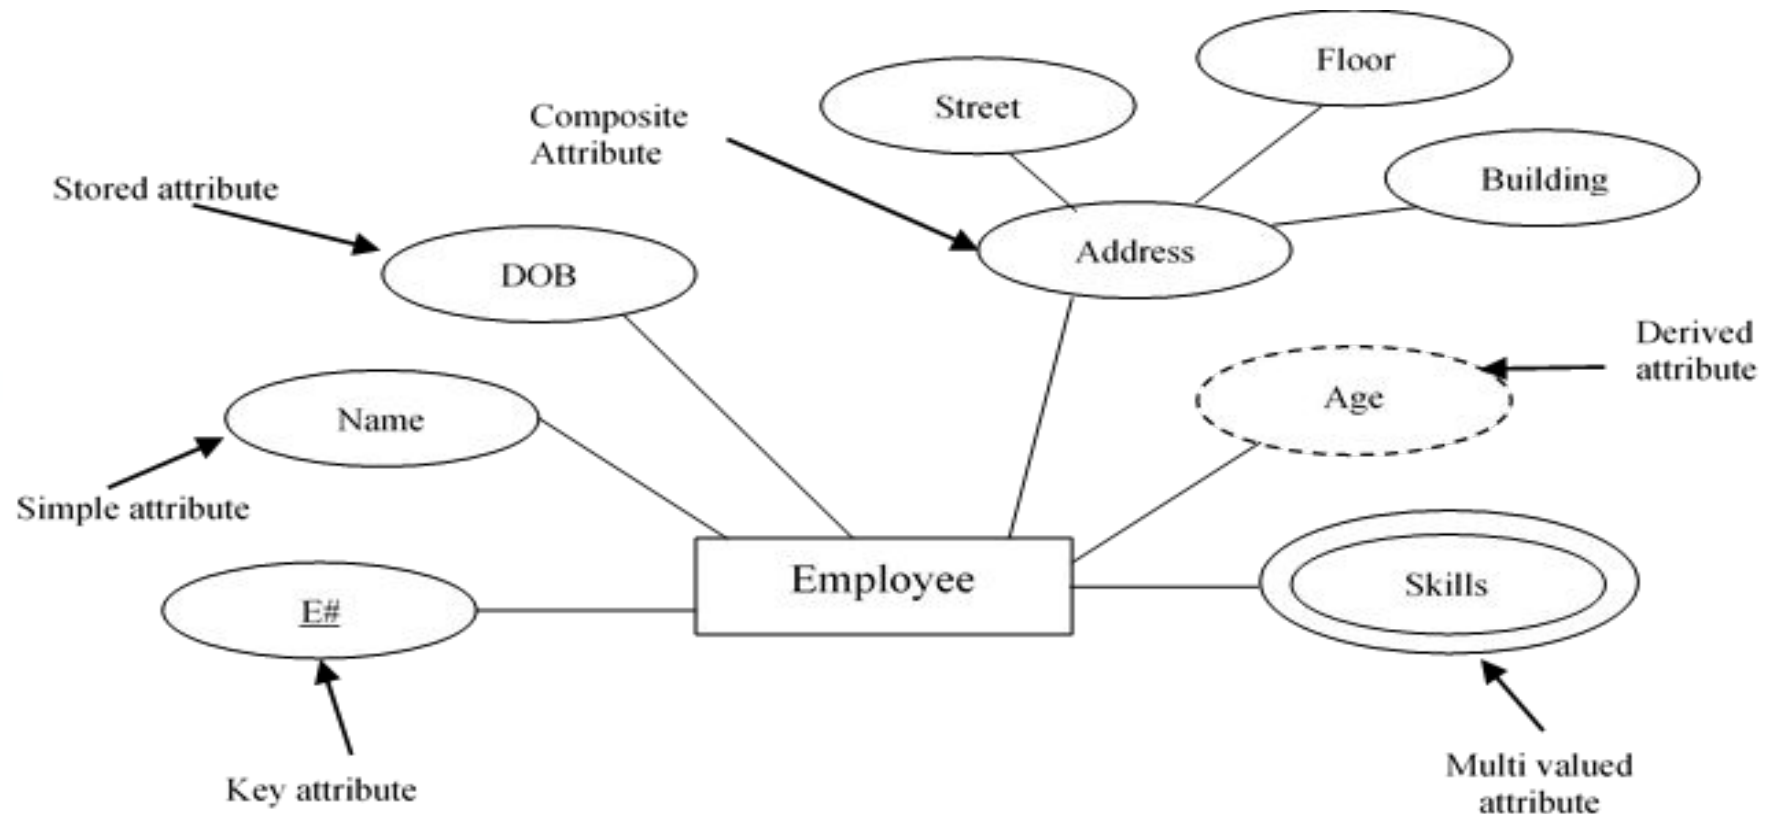 Floor
Street
Composite
Attribute
Building
Stored attribute
Address
DOB
Derived
attribute
Age
Name
Simple attribute
Employee
Skills
E#
Key attribute
Multi valued
attribute